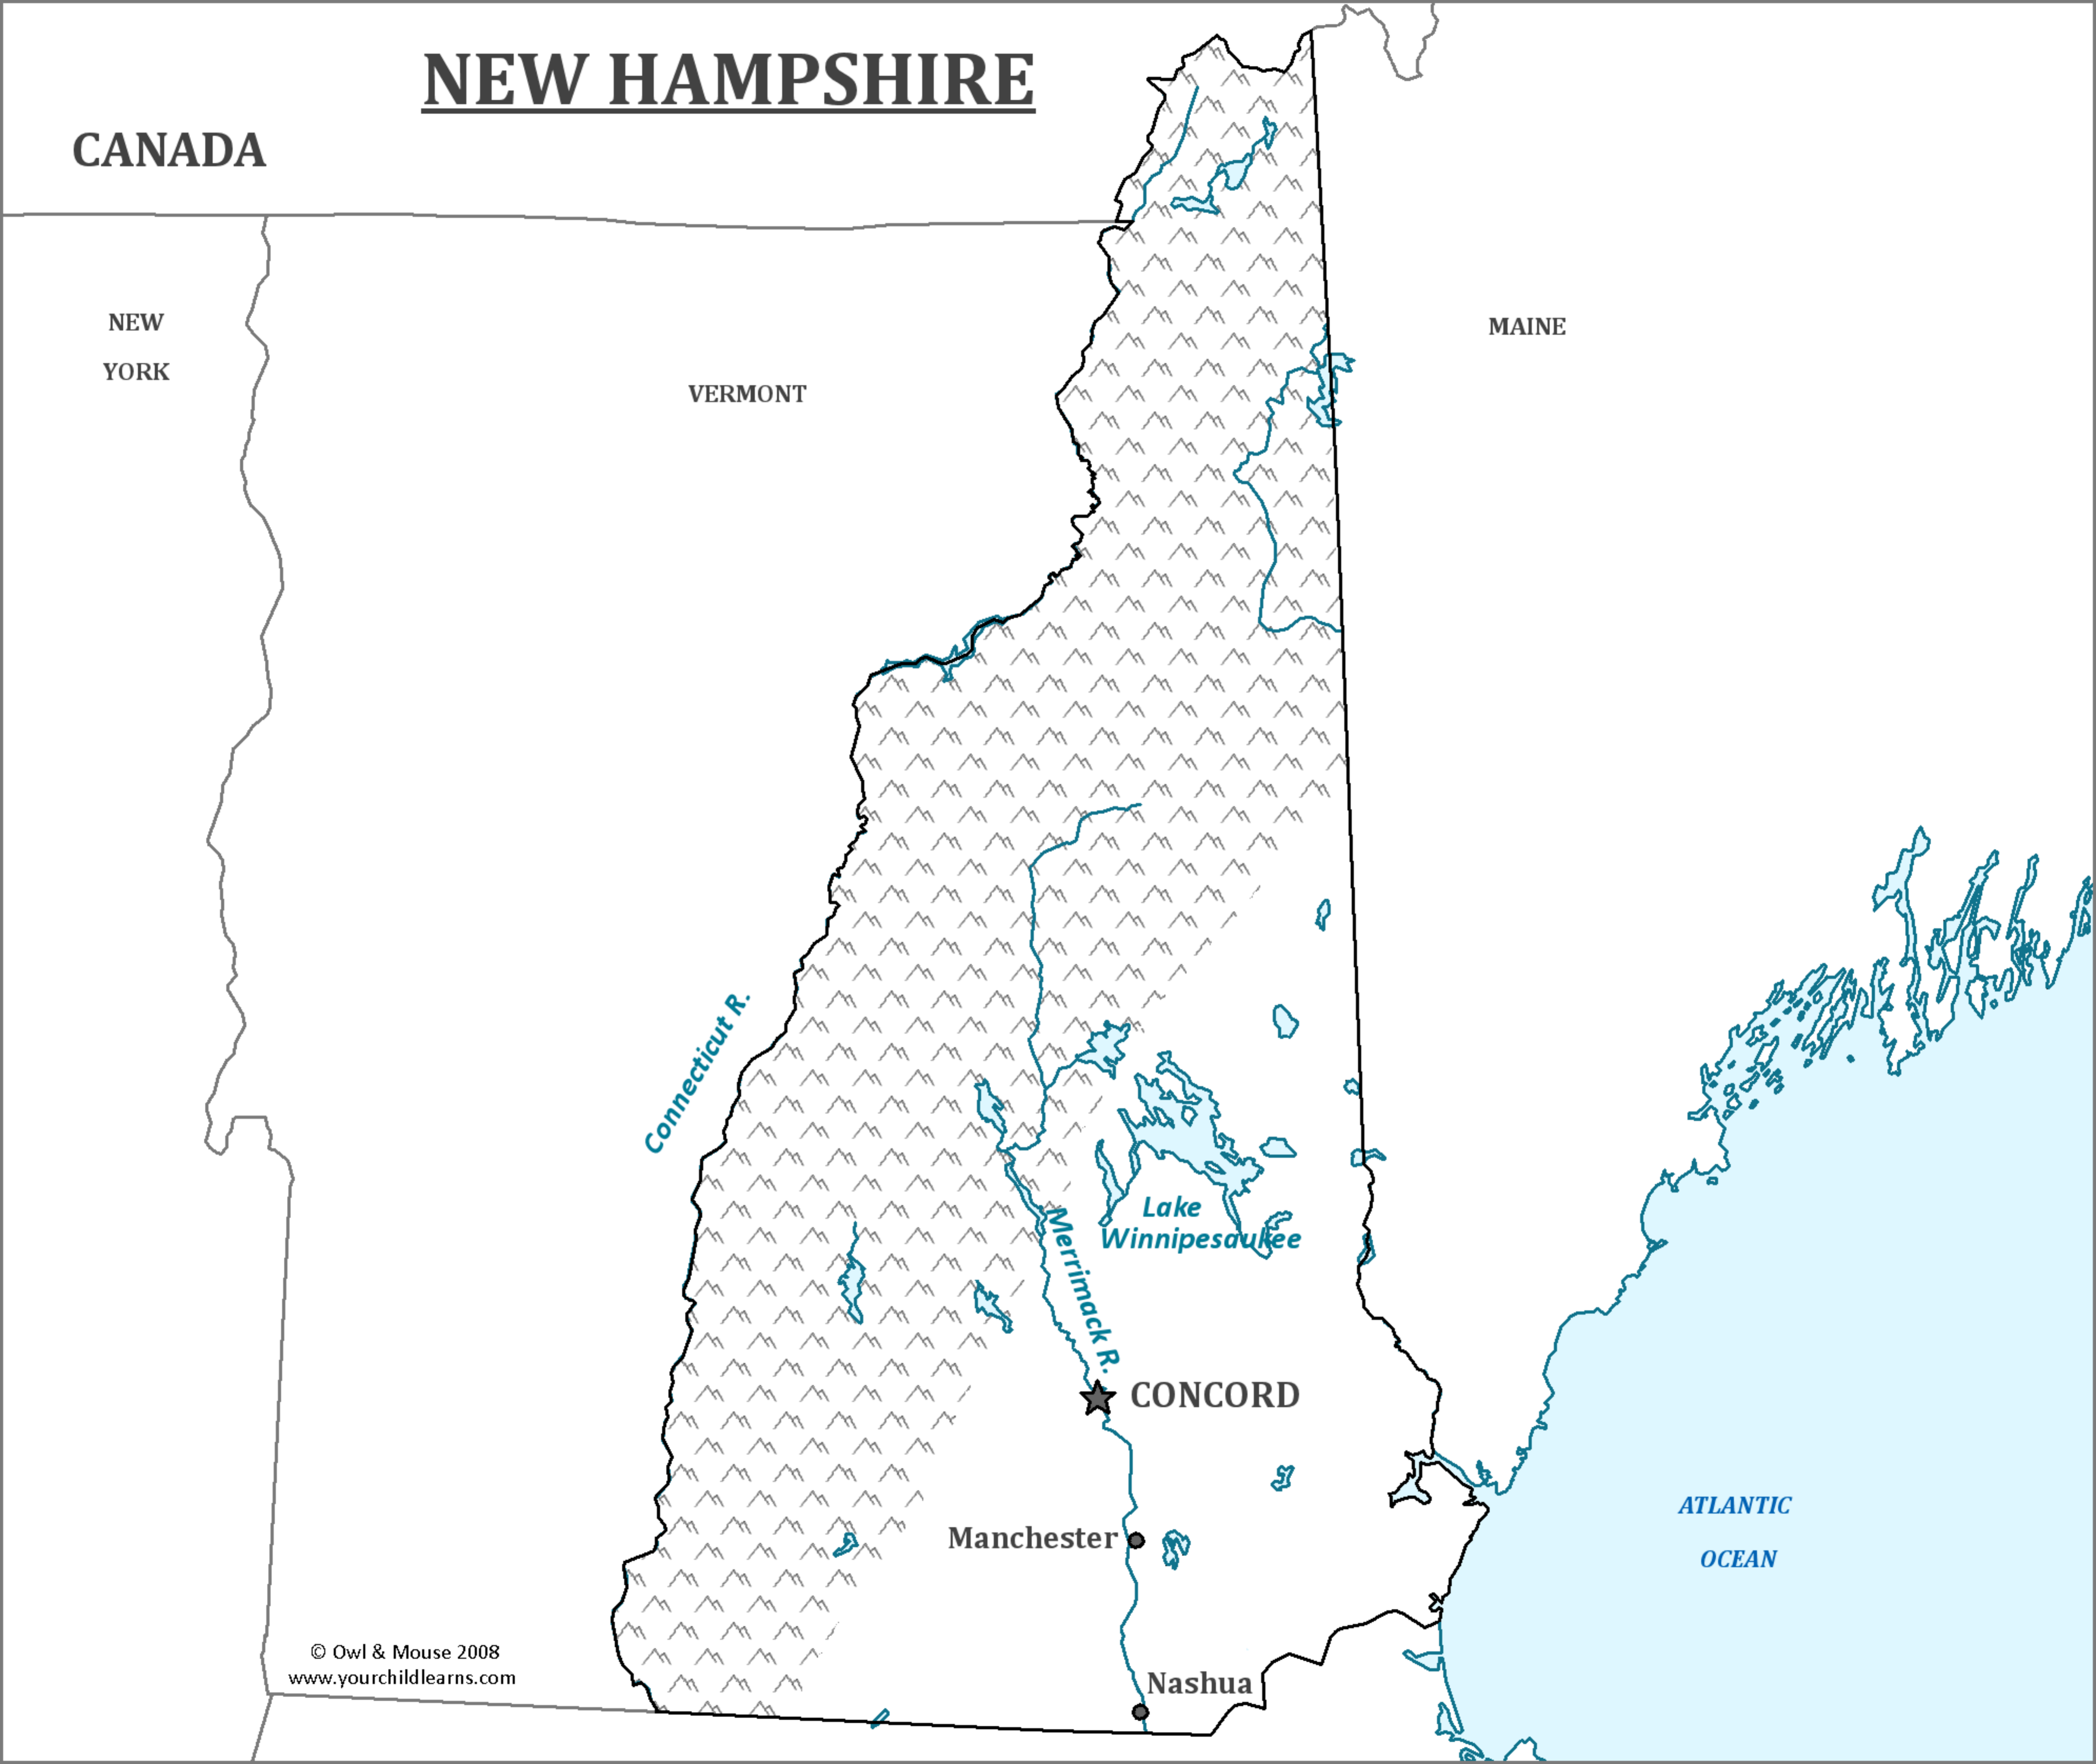 NEW HAMPSHIRE
CANADA
NEW
YORK
VERMONT
MAINE
Connecticut R.
Lake
Winnipesaukee
Merrimack R.
CONCORD
Manchester
ATLANTIC
OCEAN
Nashua
© Owl & Mouse 2008
www.yourchildlearns.com